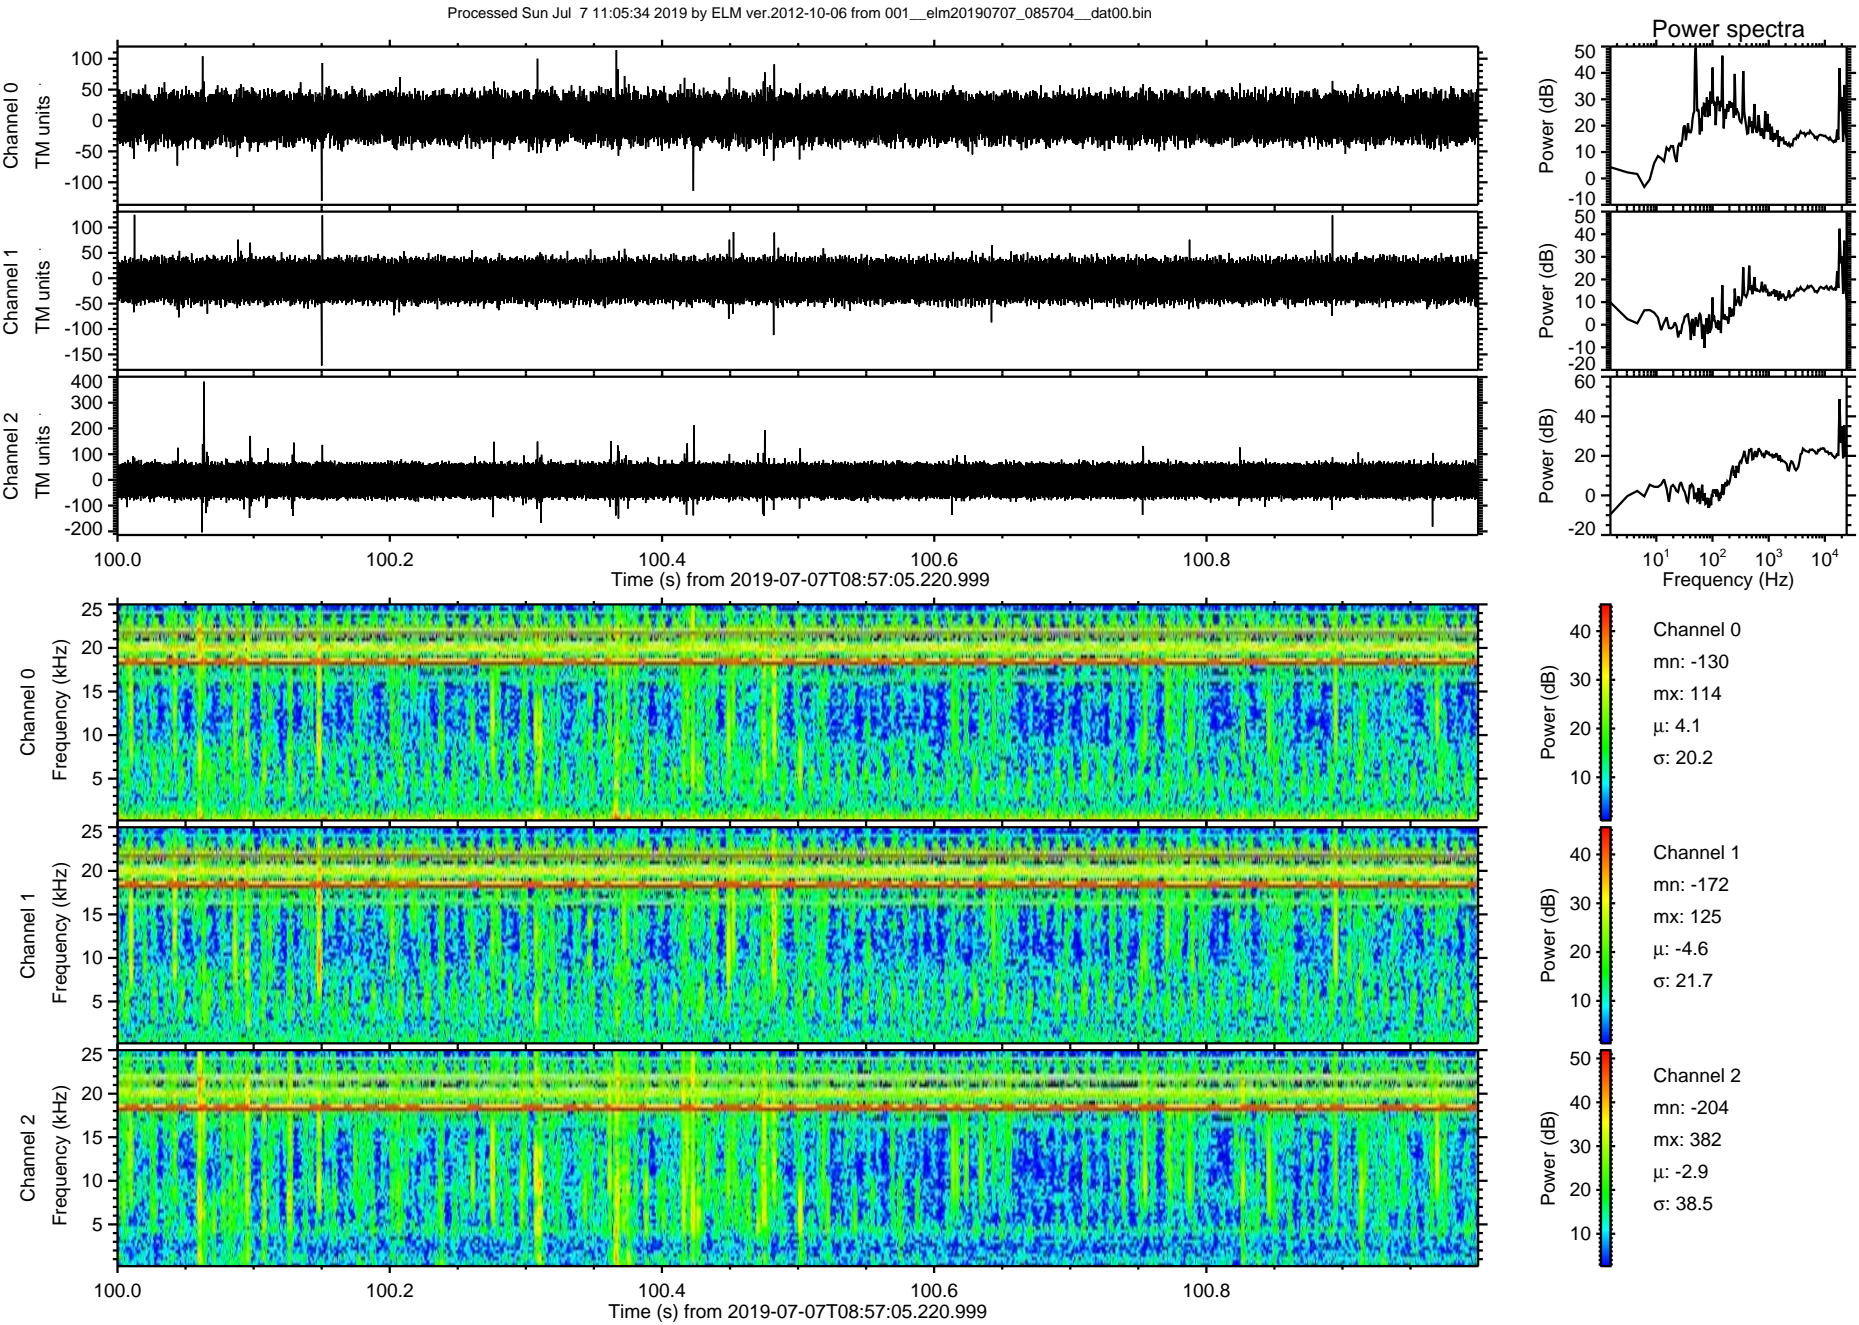 Processed Sun Jul 7 11:05:34 2019 by ELM ver.2012-10-06 from 001__elm20190707_085704__dat00.bin
Power spectra
Channel 0
TM units
100
50
0
-50
-100
Power (dB)
50
40
30
20
10
0
-10
Channel 1
TM units
100
50
0
-50
-100
-150
Power (dB)
50
40
30
20
10
0
-10
-20
Channel 2
TM units
400
300
200
100
0
-100
-200
Power (dB)
60
40
20
0
-20
100.0 100.2 100.4 100.6 100.8
Time (s) from 2019-07-07T08:57:05.220.999
10¹ 10² 10³ 10⁴
Frequency (Hz)
Channel 0
Frequency (kHz)
25
20
15
10
5
Power (dB)
40
30
20
10
Channel 0
mn: -130
mx: 114
μ: 4.1
σ: 20.2
Channel 1
Frequency (kHz)
25
20
15
10
5
Power (dB)
40
30
20
10
Channel 1
mn: -172
mx: 125
μ: -4.6
σ: 21.7
Channel 2
Frequency (kHz)
25
20
15
10
5
Power (dB)
50
40
30
20
10
Channel 2
mn: -204
mx: 382
μ: -2.9
σ: 38.5
100.0 100.2 100.4 100.6 100.8
Time (s) from 2019-07-07T08:57:05.220.999